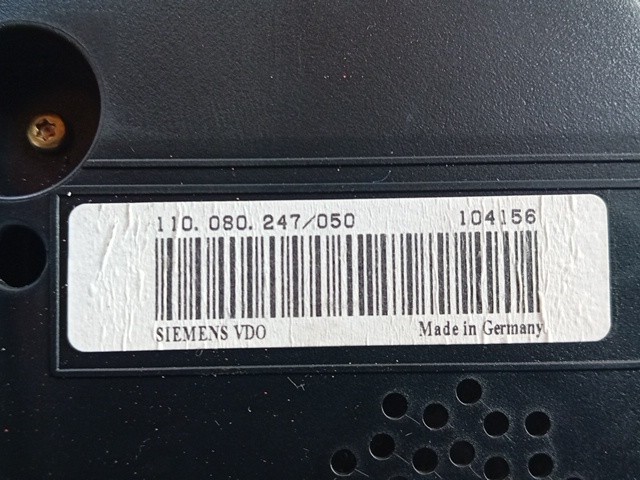 110.080.247/050 104156
SIEMENS VDO Made in Germany